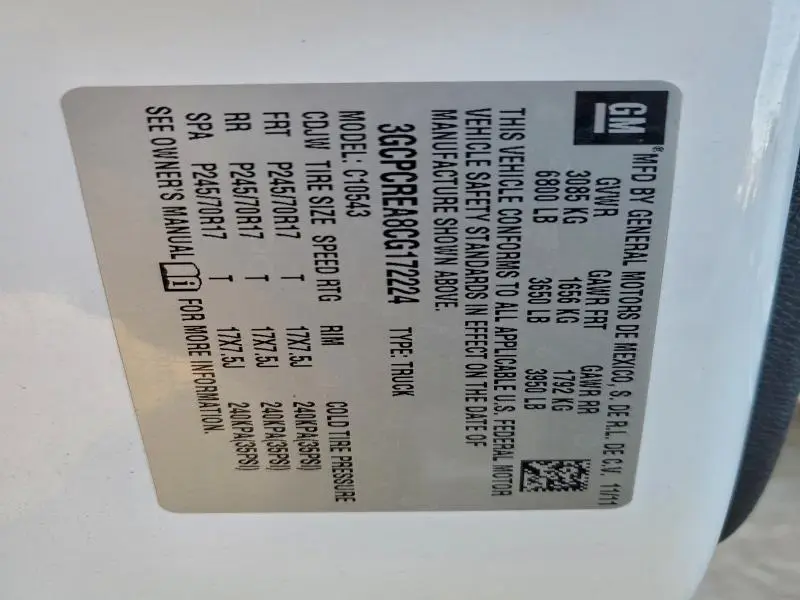 GM
® MFD BY GENERAL MOTORS DE MEXICO, S. DE R.L. DE C.V. 11/11
GVWR GAWR FRT GAWR RR
3085 KG 1656 KG 1792 KG
6800 LB 3650 LB 3950 LB
THIS VEHICLE CONFORMS TO ALL APPLICABLE U.S. FEDERAL MOTOR
VEHICLE SAFETY STANDARDS IN EFFECT ON THE DATE OF
MANUFACTURE SHOWN ABOVE.
3GCPCREA8CG172224 TYPE: TRUCK
MODEL: C10543
CDJW TIRE SIZE SPEED RTG RIM COLD TIRE PRESSURE
FRT P245/70R17 T 17X7.5J 240KPA(35PSI)
RR P245/70R17 T 17X7.5J 240KPA(35PSI)
SPA P245/70R17 T 17X7.5J 240KPA(35PSI)
SEE OWNER'S MANUAL FOR MORE INFORMATION.